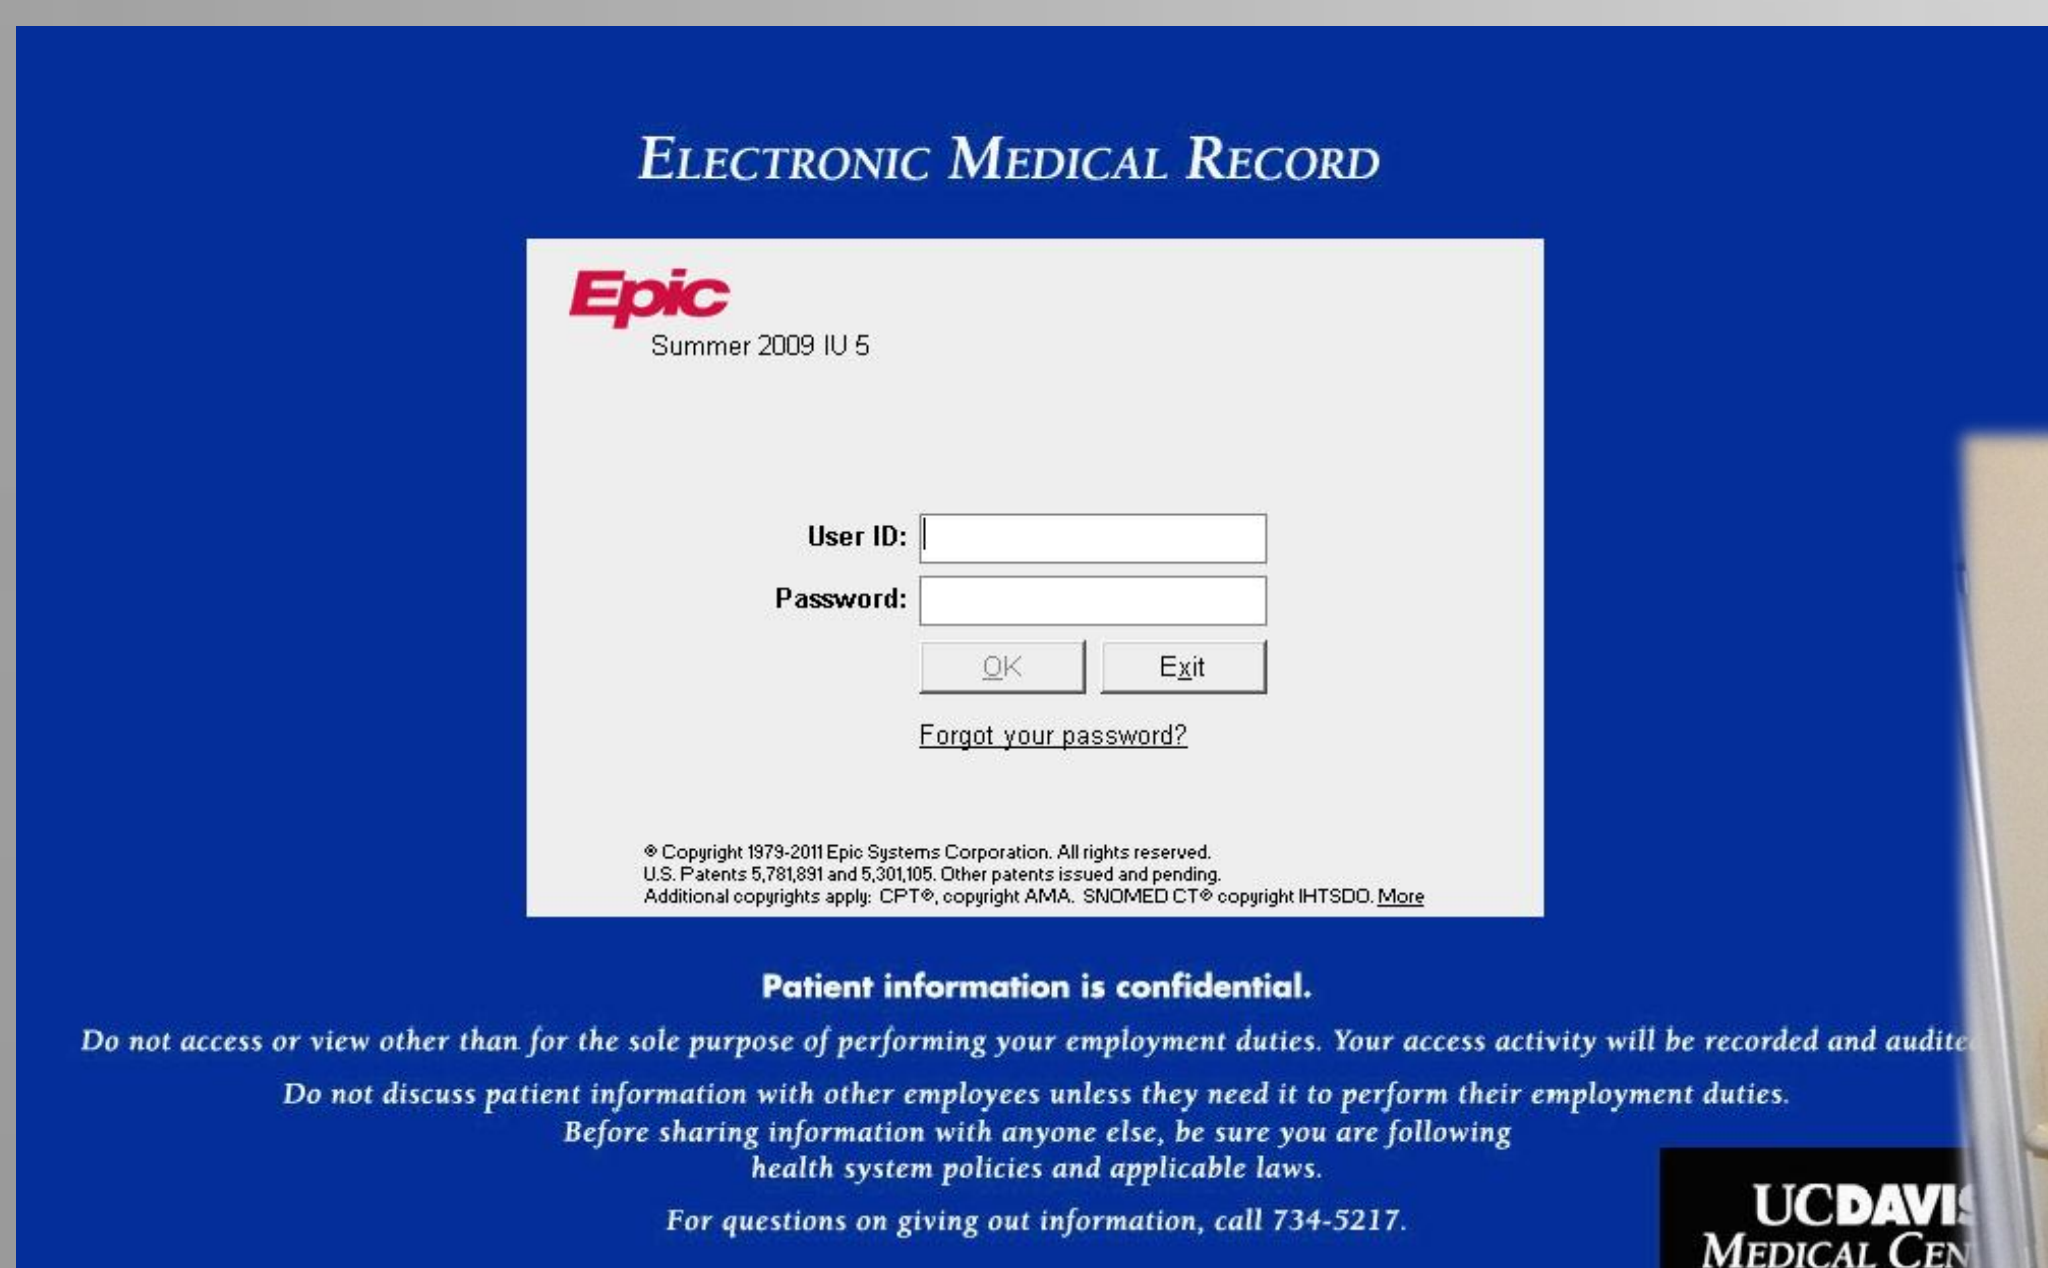 ELECTRONIC MEDICAL RECORD
Epic
Summer 2009 IU 5
User ID:
Password:
OK Exit
Forgot your password?
® Copyright 1979-2011 Epic Systems Corporation. All rights reserved.
U.S. Patents 5,781,891 and 5,301,105. Other patents issued and pending.
Additional copyrights apply: CPT®, copyright AMA. SNOMED CT® copyright IHTSDO. More
Patient information is confidential.
Do not access or view other than for the sole purpose of performing your employment duties. Your access activity will be recorded and audite
Do not discuss patient information with other employees unless they need it to perform their employment duties.
Before sharing information with anyone else, be sure you are following
health system policies and applicable laws.
For questions on giving out information, call 734-5217.
UCDAVIS
MEDICAL CEN